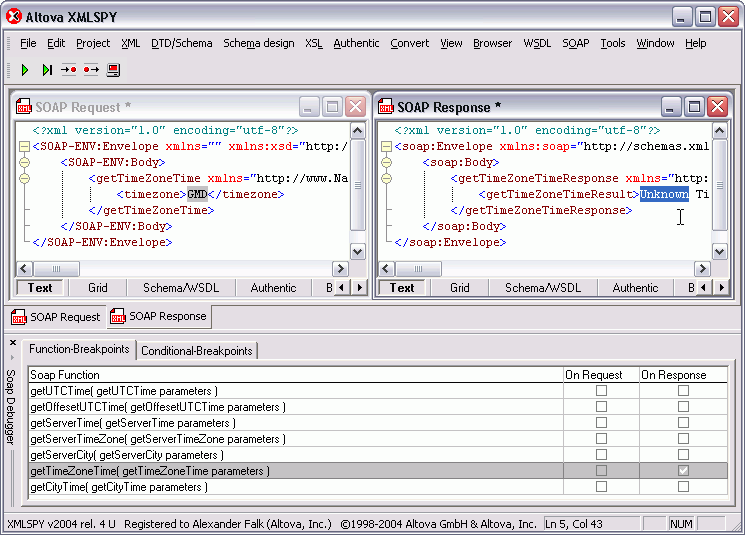 Altova XMLSPY
File Edit Project XML DTD/Schema Schema design XSL Authentic Convert View Browser WSDL SOAP Tools Window Help
SOAP Request *
<?xml version="1.0" encoding="utf-8"?>
<SOAP-ENV:Envelope xmlns="" xmlns:xsd="http:/
<SOAP-ENV:Body>
<getTimeZoneTime xmlns="http://www.Na
<timezone>GMD</timezone>
</getTimeZoneTime>
</SOAP-ENV:Body>
</SOAP-ENV:Envelope>
Text Grid Schema/WSDL Authentic B
SOAP Response *
<?xml version="1.0" encoding="utf-8"?>
<soap:Envelope xmlns:soap="http://schemas.xml
<soap:Body>
<getTimeZoneTimeResponse xmlns="http:
<getTimeZoneTimeResult>Unknown Ti
</getTimeZoneTimeResponse>
</soap:Body>
</soap:Envelope>
Text Grid Schema/WSDL Authentic B
SOAP Request SOAP Response
Soap Debugger
Function-Breakpoints Conditional-Breakpoints
Soap Function On Request On Response
getUTCTime( getUTCTime parameters )
getOffesetUTCTime( getOffesetUTCTime parameters )
getServerTime( getServerTime parameters )
getServerTimeZone( getServerTimeZone parameters )
getServerCity( getServerCity parameters )
getTimeZoneTime( getTimeZoneTime parameters )
getCityTime( getCityTime parameters )
XMLSPY v2004 rel. 4 U Registered to Alexander Falk (Altova, Inc.) ©1998-2004 Altova GmbH & Altova, Inc. Ln 5, Col 43 NUM